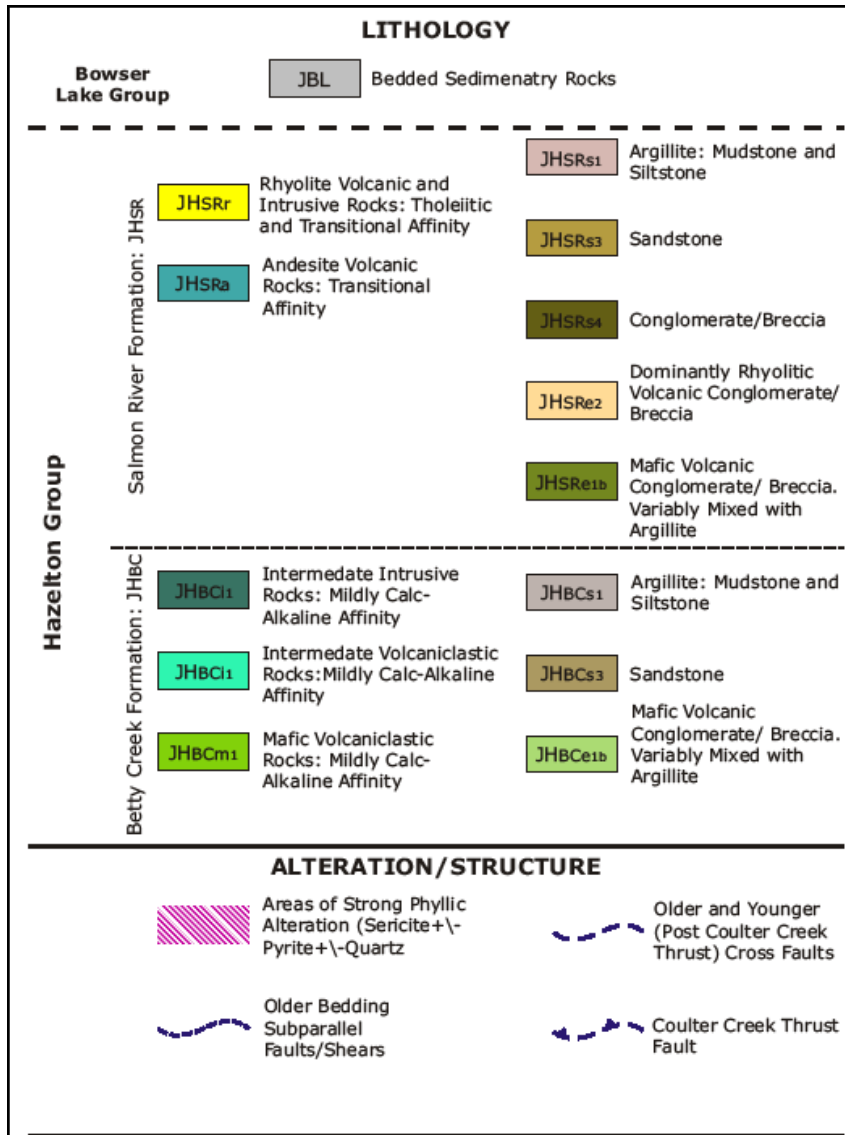 LITHOLOGY
Bowser
Lake Group
JBL
Bedded Sedimenatry Rocks
Hazelton Group
Salmon River Formation: JHSR
JHSRr
Rhyolite Volcanic and
Intrusive Rocks: Tholeiitic
and Transitional Affinity
JHSRa
Andesite Volcanic
Rocks: Transitional
Affinity
JHSRs1
Argillite: Mudstone and
Siltstone
JHSRs3
Sandstone
JHSRs4
Conglomerate/Breccia
JHSRe2
Dominantly Rhyolitic
Volcanic Conglomerate/
Breccia
JHSRe1b
Mafic Volcanic
Conglomerate/ Breccia.
Variably Mixed with
Argillite
Betty Creek Formation: JHBC
JHBCi1
Intermedate Intrusive
Rocks: Mildly Calc-
Alkaline Affinity
JHBCi1
Intermediate Volcaniclastic
Rocks:Mildly Calc-Alkaline
Affinity
JHBCm1
Mafic Volcaniclastic
Rocks: Mildly Calc-
Alkaline Affinity
JHBCs1
Argillite: Mudstone and
Siltstone
JHBCs3
Sandstone
JHBCe1b
Mafic Volcanic
Conglomerate/ Breccia.
Variably Mixed with
Argillite
ALTERATION/STRUCTURE
Areas of Strong Phyllic
Alteration (Sericite+\-
Pyrite+\-Quartz
Older Bedding
Subparallel
Faults/Shears
Older and Younger
(Post Coulter Creek
Thrust) Cross Faults
Coulter Creek Thrust
Fault